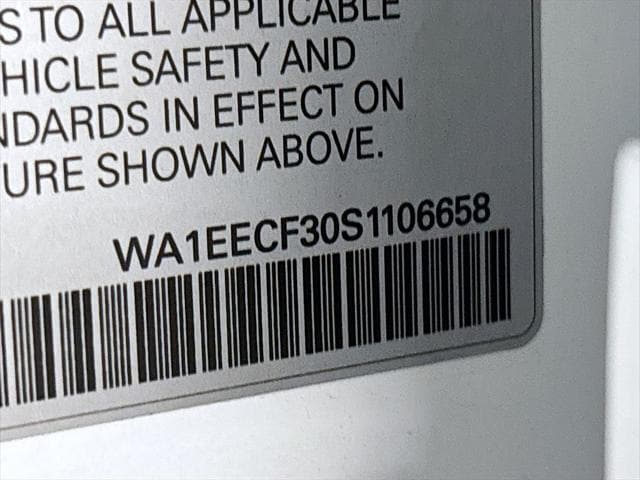 S TO ALL APPLICABLE
HICLE SAFETY AND
NDARDS IN EFFECT ON
URE SHOWN ABOVE.
WA1EECF30S1106658